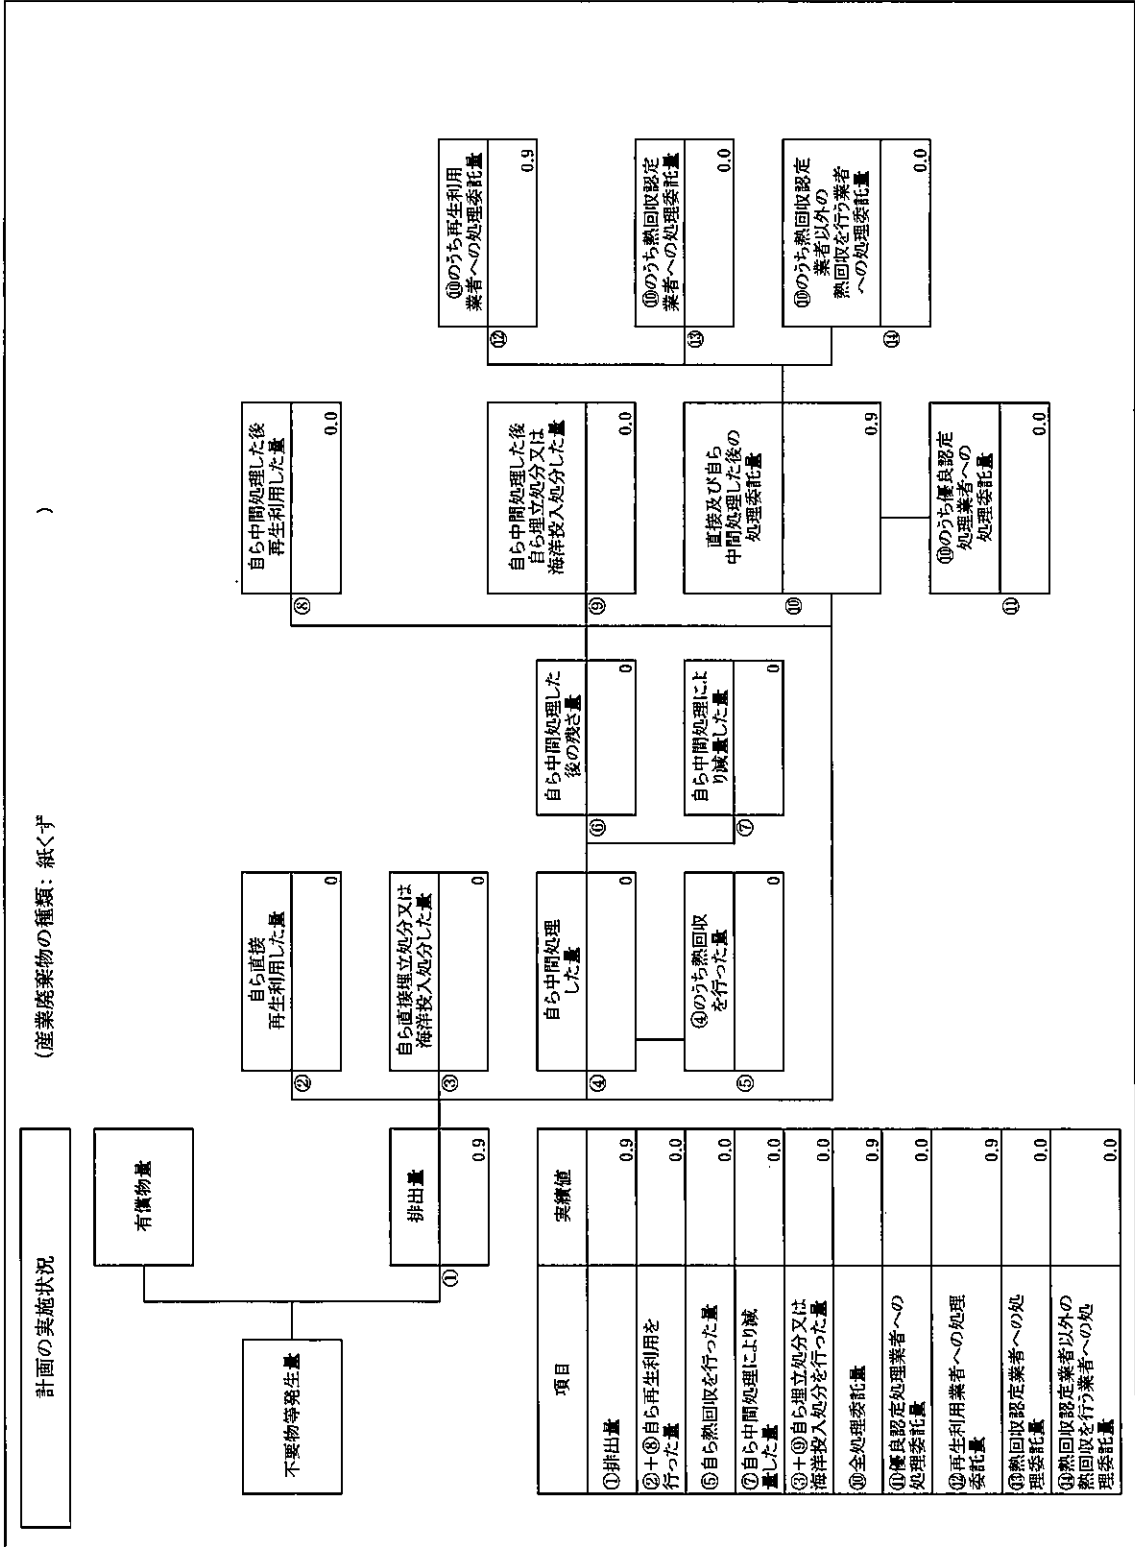 計画の実施状況
(産業廃棄物の種類：紙くず
)
不要物等発生量
有償物量
排出量
①
0.9
自ら直接
再生利用した量
②
0
自ら直接埋立処分又は
海洋投入処分した量
③
0
自ら中間処理
した量
④
0
④のうち熱回収
を行った量
⑤
0
自ら中間処理した
後の残さ量
⑥
0
自ら中間処理によ
り減量した量
⑦
0
自ら中間処理した後
再生利用した量
⑧
0.0
自ら中間処理した後
自ら埋立処分又は
海洋投入処分した量
⑨
0.0
直接及び自ら
中間処理した後の
処理委託量
⑩
0.9
⑩のうち優良認定
処理業者への
処理委託量
⑪
0.0
⑩のうち再生利用
業者への処理委託量
⑫
0.9
⑩のうち熱回収認定
業者への処理委託量
⑬
0.0
⑩のうち熱回収認定
業者以外の
熱回収を行う業者
への処理委託量
⑭
0.0
項目
実績値
①排出量
0.9
②＋⑧自ら再生利用を
行った量
0.0
⑤自ら熱回収を行った量
0.0
⑦自ら中間処理により減
量した量
0.0
③＋⑨自ら埋立処分又は
海洋投入処分を行った量
0.0
⑩全処理委託量
0.9
⑪優良認定処理業者への
処理委託量
0.0
⑫再生利用業者への処理
委託量
0.9
⑬熱回収認定業者への処
理委託量
0.0
⑭熱回収認定業者以外の
熱回収を行う業者への処
理委託量
0.0